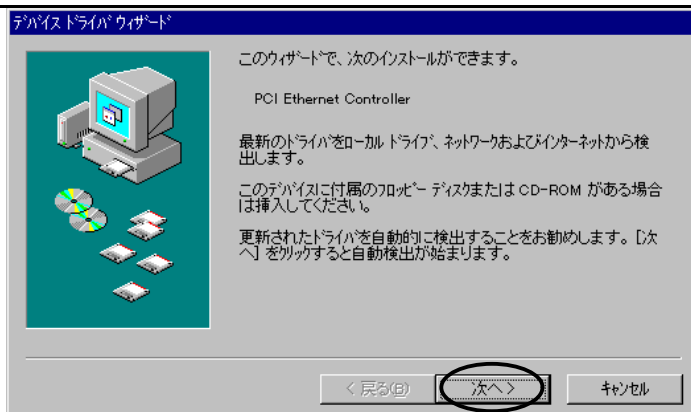 ﾃﾞﾊﾞｲｽ ﾄﾞﾗｲﾊﾞ ｳｨｻﾞｰﾄﾞ
このｳｨｻﾞｰﾄﾞで、次のｲﾝｽﾄｰﾙができます。
PCI Ethernet Controller
最新のﾄﾞﾗｲﾊﾞをﾛｰｶﾙ ﾄﾞﾗｲﾌﾞ、ﾈｯﾄﾜｰｸおよびｲﾝﾀｰﾈｯﾄから検
出します。
このﾃﾞﾊﾞｲｽに付属のﾌﾛｯﾋﾟｰ ﾃﾞｨｽｸまたは CD-ROM がある場合
は挿入してください。
更新されたﾄﾞﾗｲﾊﾞを自動的に検出することをお勧めします。[次
へ] をｸﾘｯｸすると自動検出が始まります。
< 戻る(B) 次へ > ｷｬﾝｾﾙ